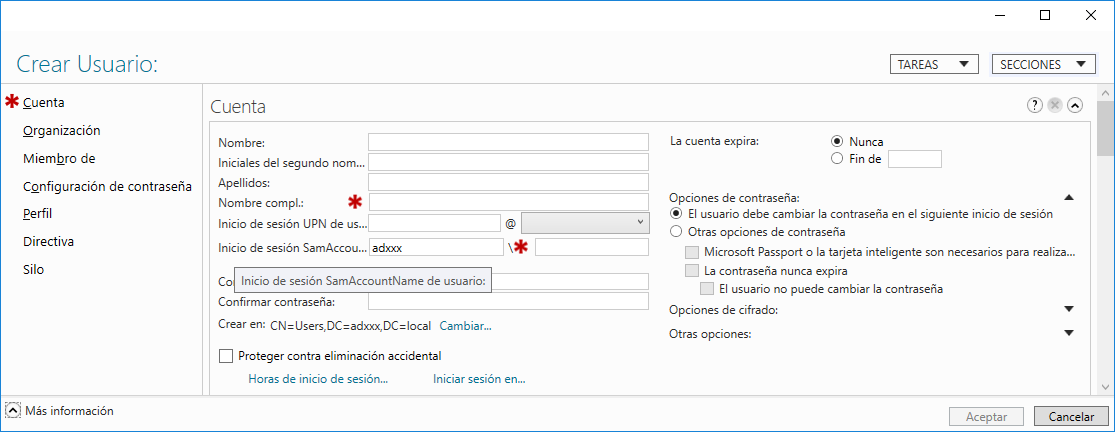 Crear Usuario:
TAREAS
SECCIONES
Cuenta
Organización
Miembro de
Configuración de contraseña
Perfil
Directiva
Silo
Cuenta
?
Nombre:
Iniciales del segundo nom...
Apellidos:
Nombre compl.:
Inicio de sesión UPN de us... @
Inicio de sesión SamAccou... adxxx \
Inicio de sesión SamAccountName de usuario:
Confirmar contraseña:
Crear en: CN=Users,DC=adxxx,DC=local Cambiar...
Proteger contra eliminación accidental
Horas de inicio de sesión... Iniciar sesión en...
La cuenta expira: Nunca
Fin de
Opciones de contraseña:
El usuario debe cambiar la contraseña en el siguiente inicio de sesión
Otras opciones de contraseña
Microsoft Passport o la tarjeta inteligente son necesarios para realiza...
La contraseña nunca expira
El usuario no puede cambiar la contraseña
Opciones de cifrado:
Otras opciones:
Más información
Aceptar
Cancelar